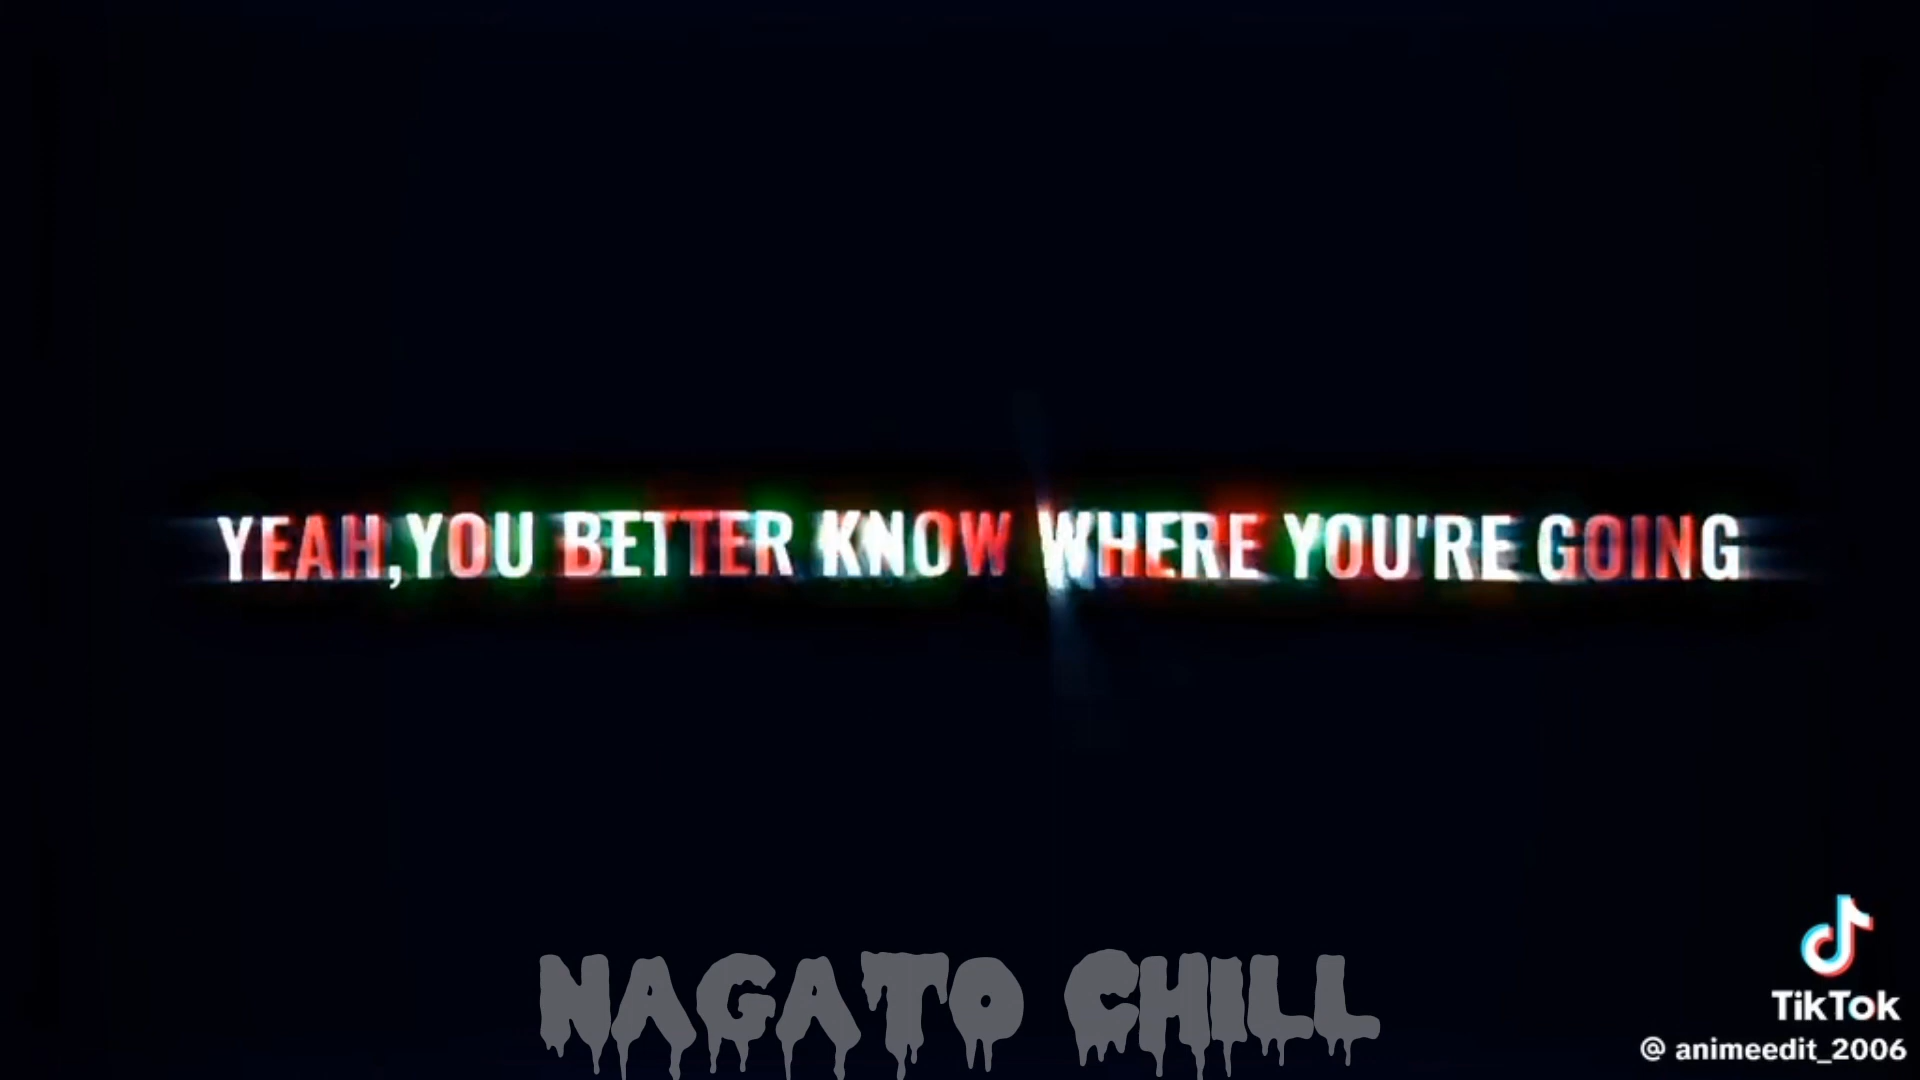 YEAH,YOU BETTER KNOW WHERE YOU'RE GOING
NAGATO CHILL
TikTok
@ animeedit_2006